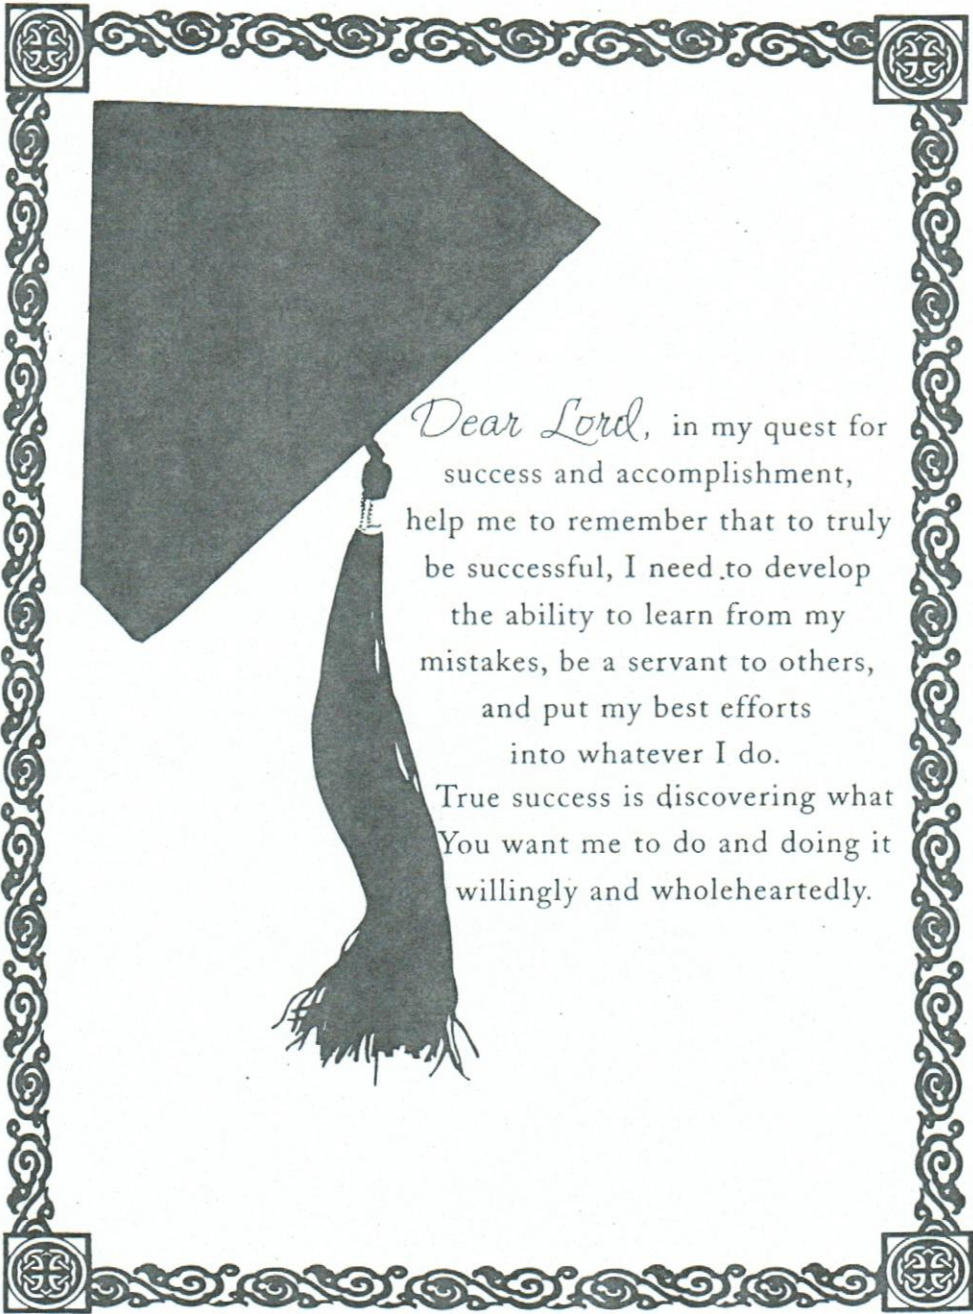 Dear Lord, in my quest for
success and accomplishment,
help me to remember that to truly
be successful, I need to develop
the ability to learn from my
mistakes, be a servant to others,
and put my best efforts
into whatever I do.
True success is discovering what
You want me to do and doing it
willingly and wholeheartedly.